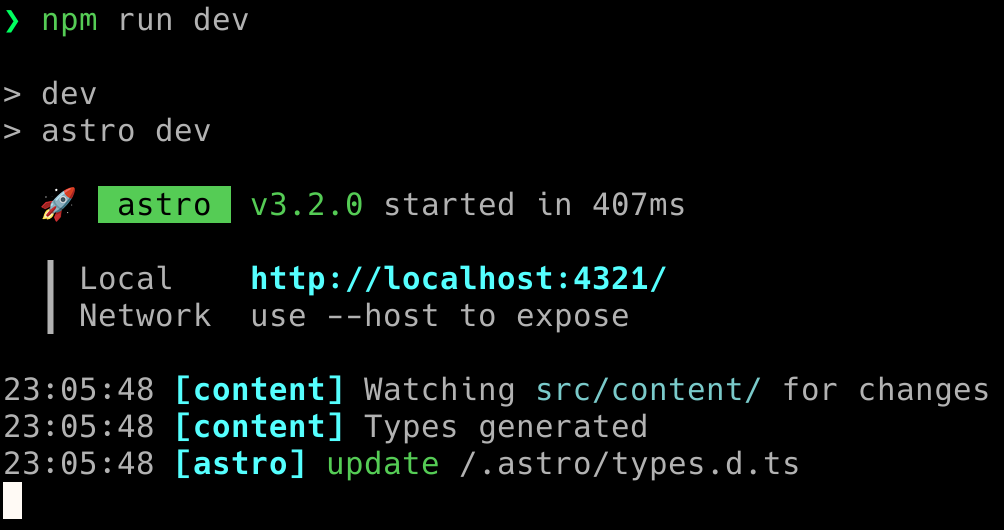 ❯ npm run dev
> dev
> astro dev
🚀 astro v3.2.0 started in 407ms
┃ Local http://localhost:4321/
┃ Network use --host to expose
23:05:48 [content] Watching src/content/ for changes
23:05:48 [content] Types generated
23:05:48 [astro] update /.astro/types.d.ts